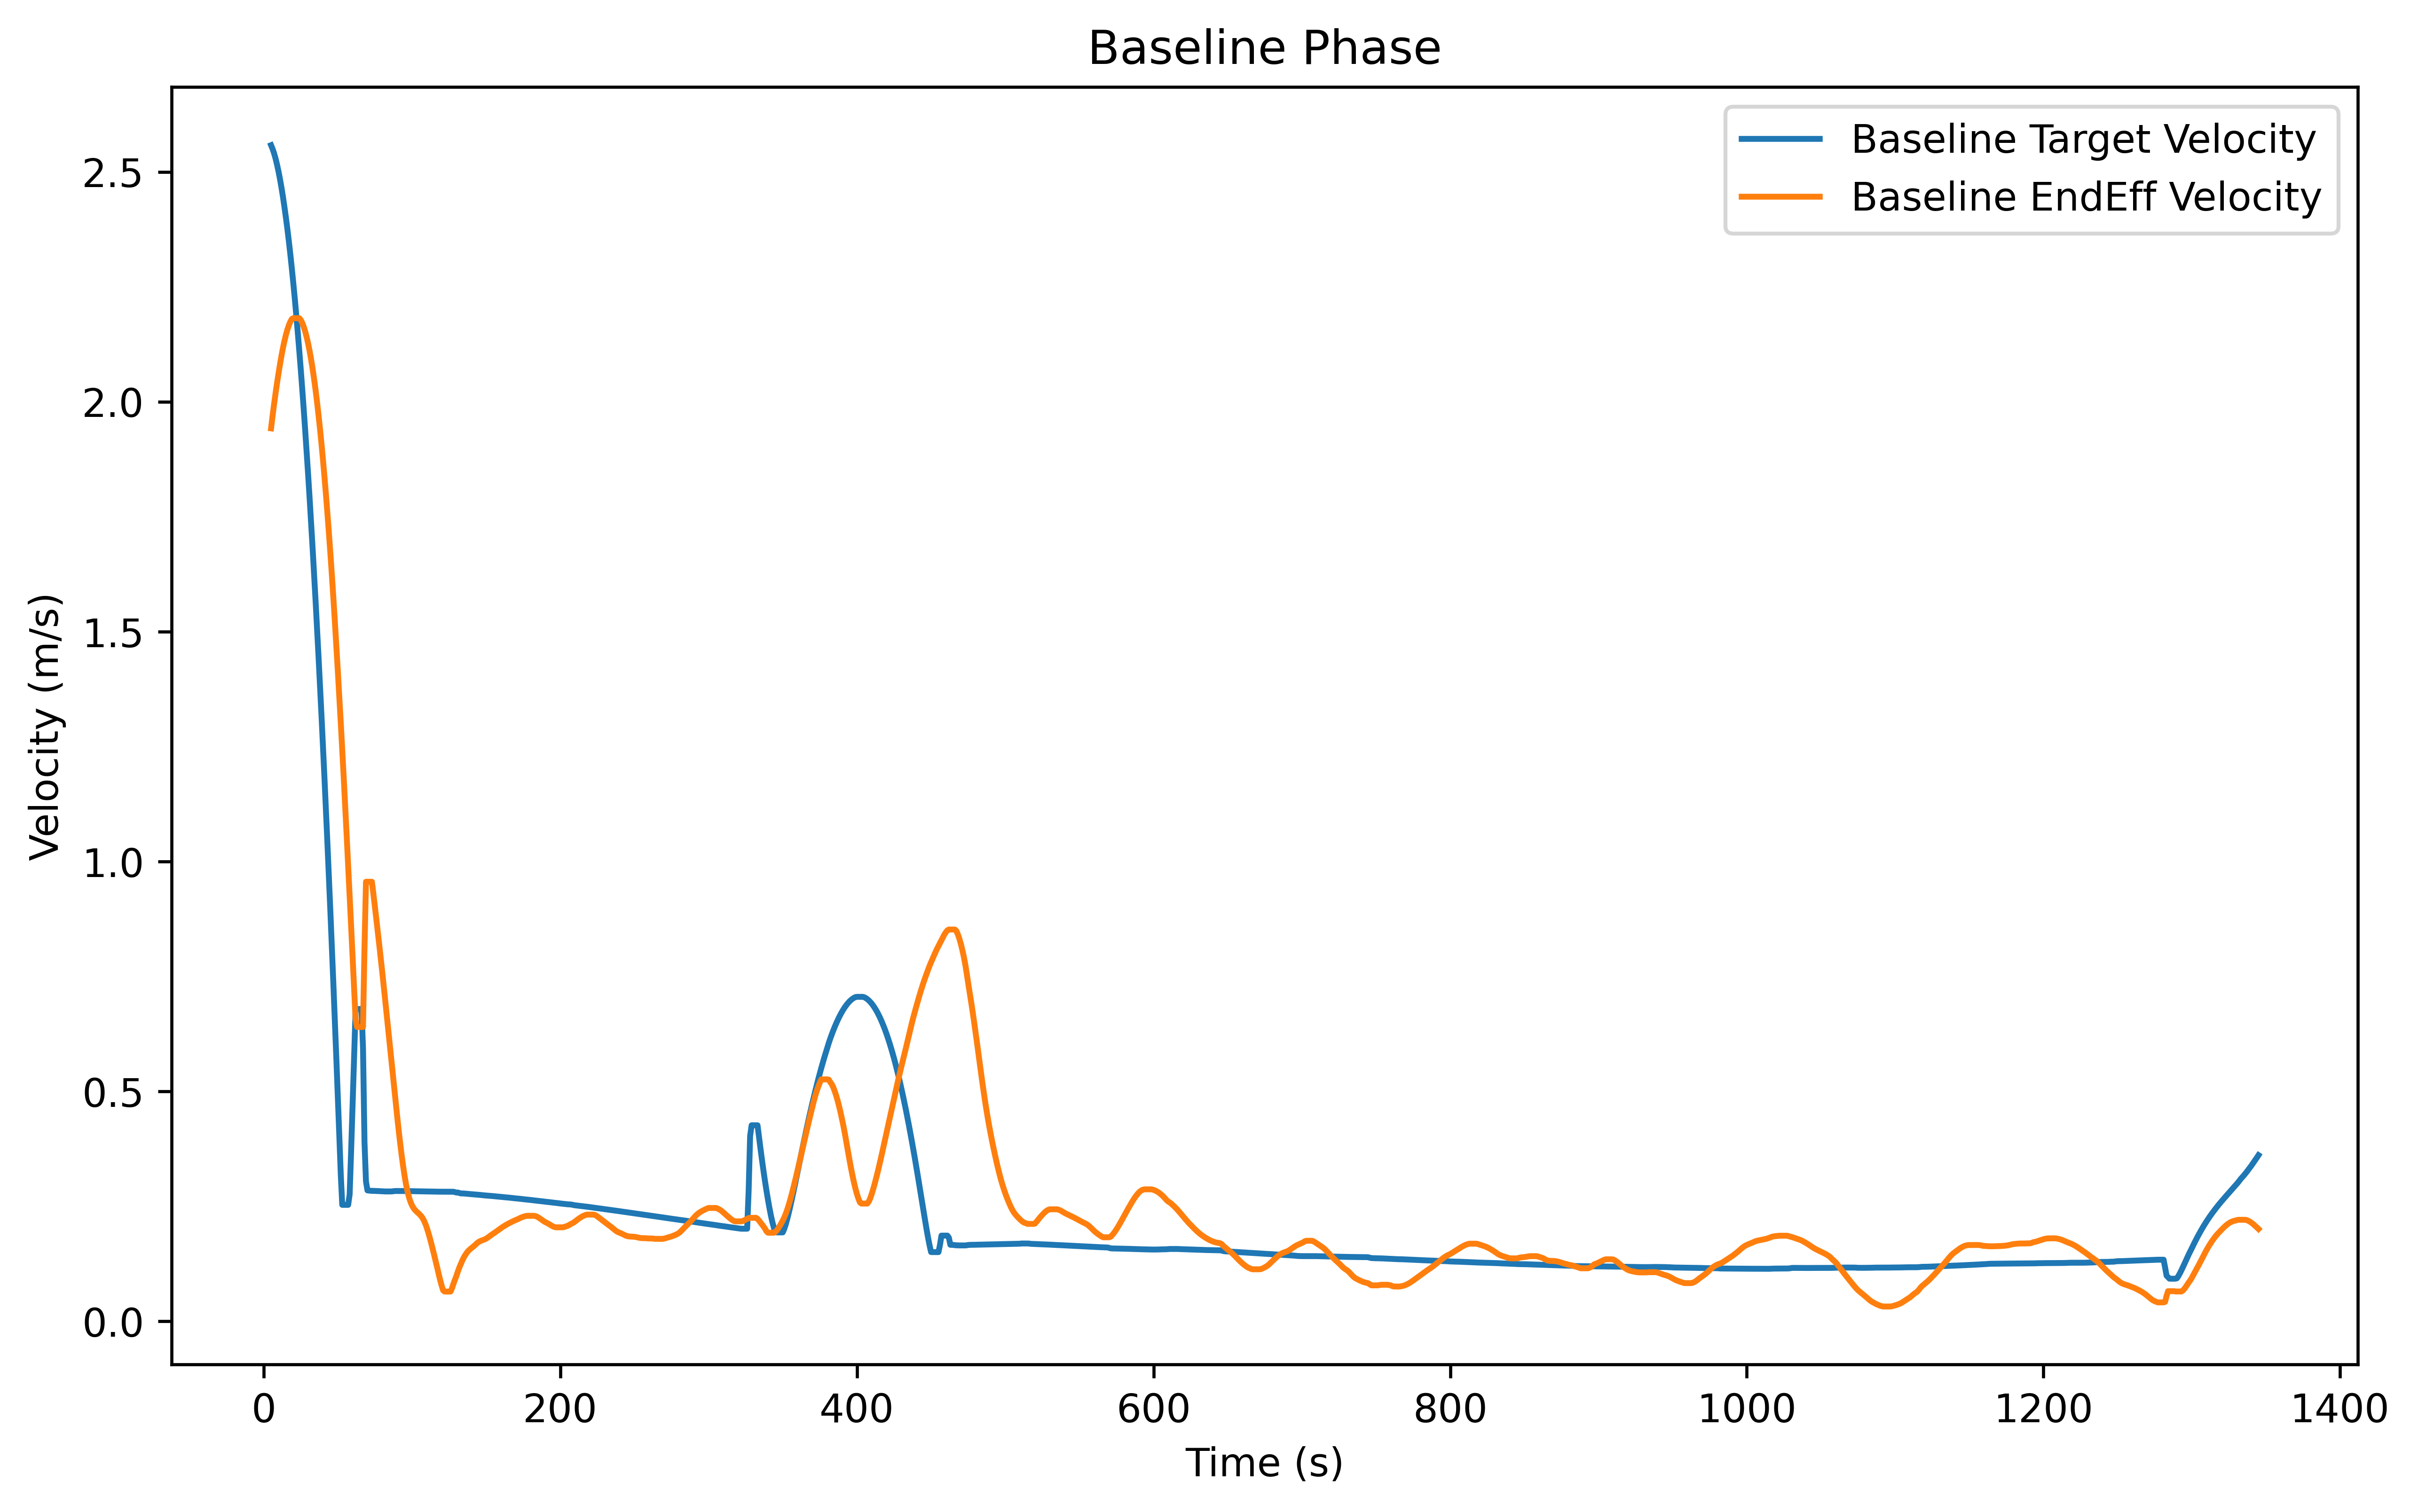 Baseline Phase
Baseline Target Velocity
Baseline EndEff Velocity
Velocity (m/s)
2.5
2.0
1.5
1.0
0.5
0.0
0 200 400 600 800 1000 1200 1400
Time (s)